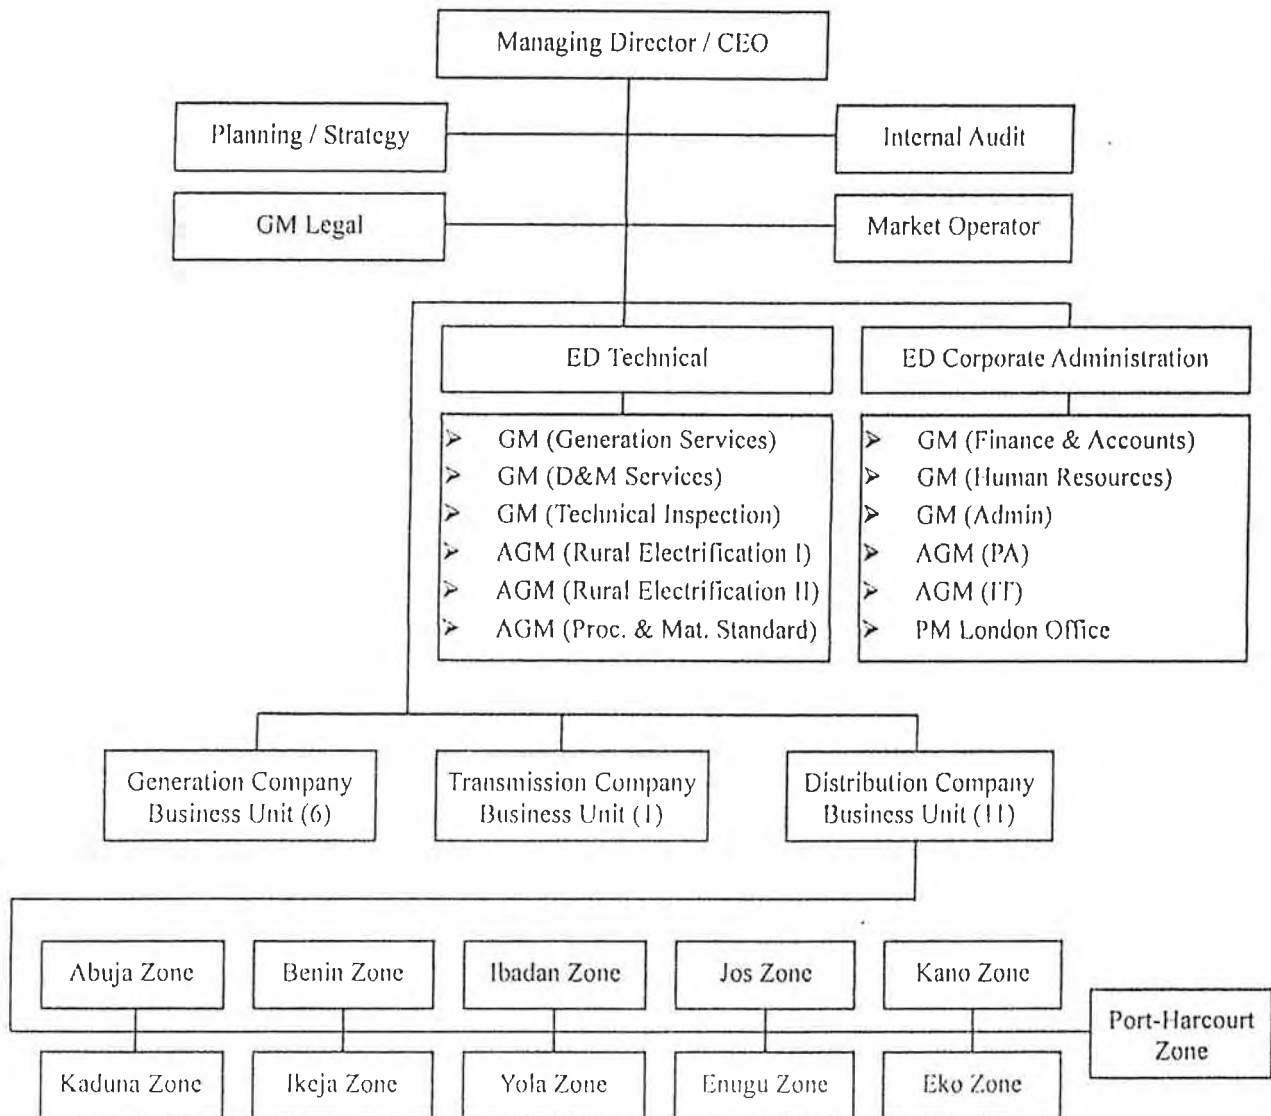 Managing Director / CEO
Planning / Strategy
Internal Audit
GM Legal
Market Operator
ED Technical
ED Corporate Administration
➤ GM (Generation Services)
➤ GM (D&M Services)
➤ GM (Technical Inspection)
➤ AGM (Rural Electrification I)
➤ AGM (Rural Electrification II)
➤ AGM (Proc. & Mat. Standard)
➤ GM (Finance & Accounts)
➤ GM (Human Resources)
➤ GM (Admin)
➤ AGM (PA)
➤ AGM (IT)
➤ PM London Office
Generation Company
Business Unit (6)
Transmission Company
Business Unit (1)
Distribution Company
Business Unit (11)
Abuja Zone
Benin Zone
Ibadan Zone
Jos Zone
Kano Zone
Port-Harcourt
Zone
Kaduna Zone
Ikeja Zone
Yola Zone
Enugu Zone
Eko Zone